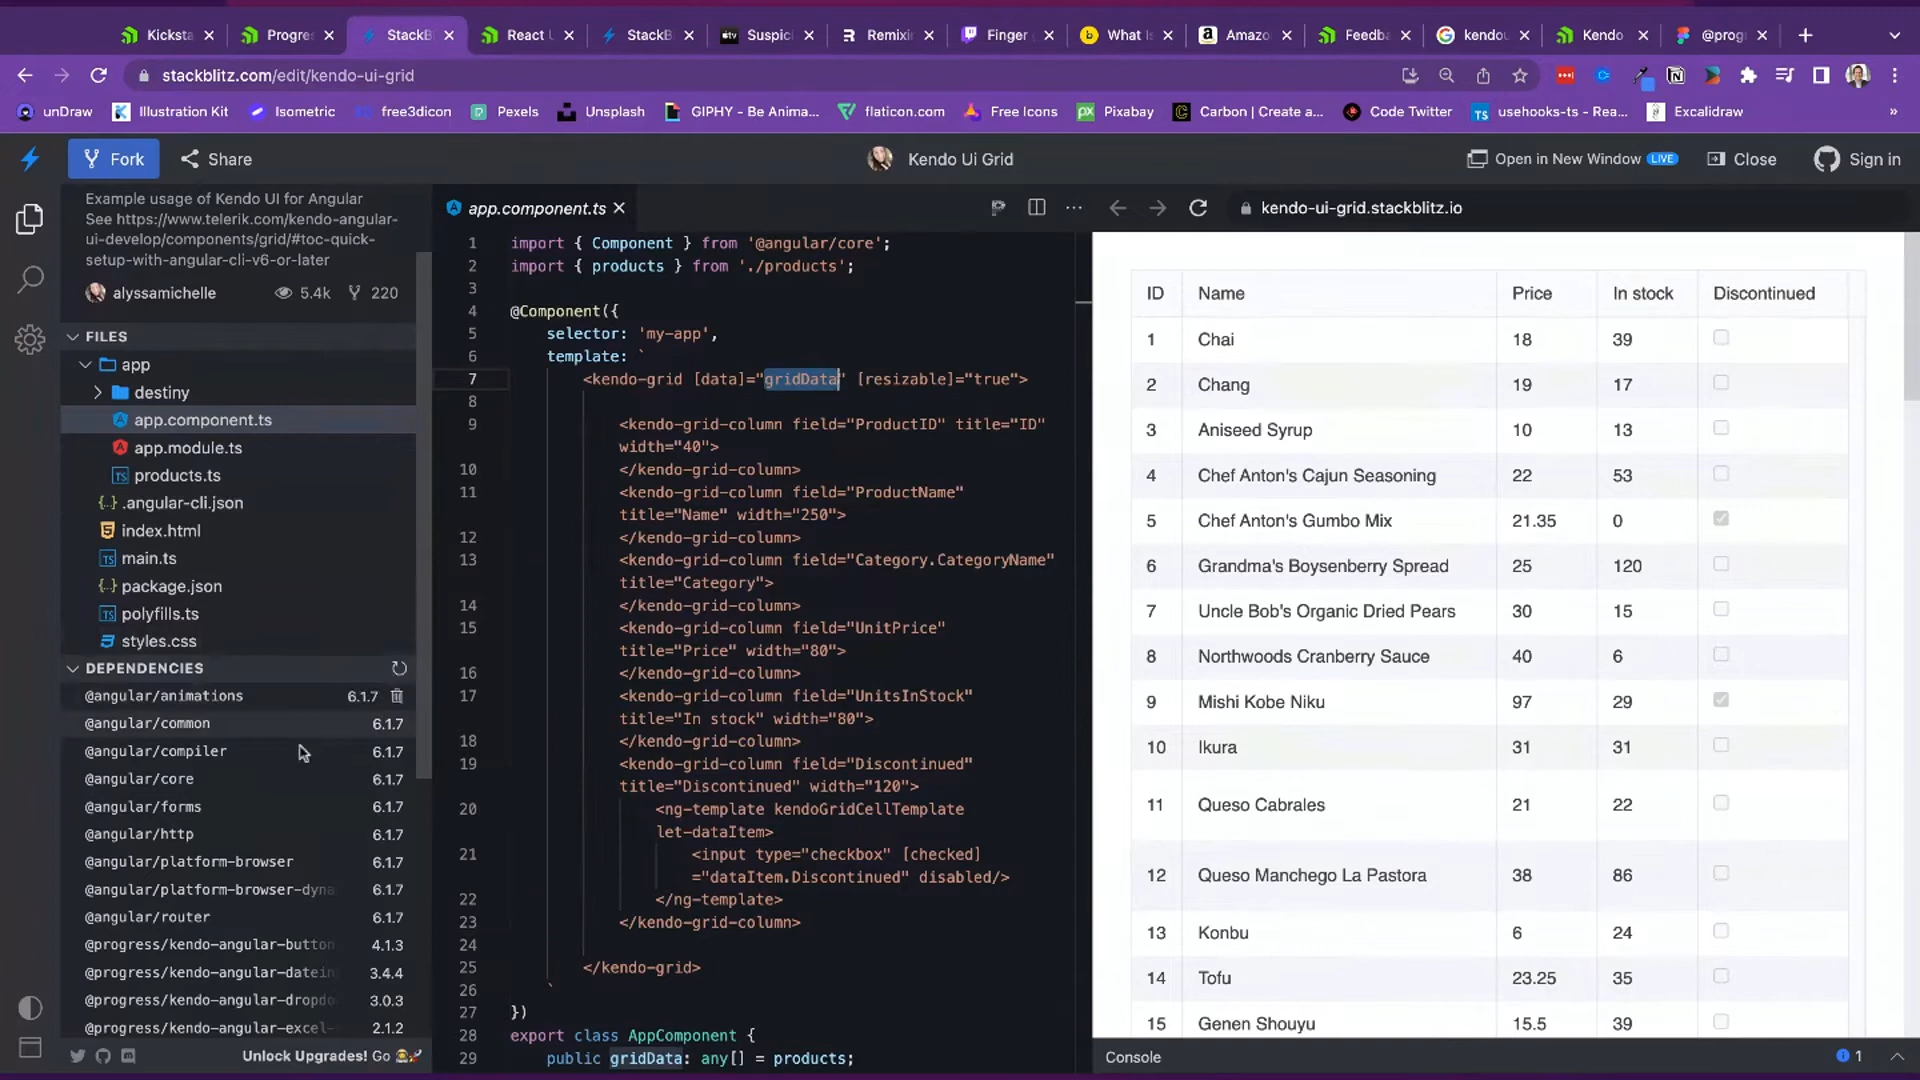 Kicksta
Progres
StackB
React U
StackB
Suspici
Remixi
Finger
What Is
Amazo
Feedba
kendou
Kendo
@prog
stackblitz.com/edit/kendo-ui-grid
unDraw
Illustration Kit
Isometric
free3dicon
Pexels
Unsplash
GIPHY - Be Anima...
flaticon.com
Free Icons
Pixabay
Carbon | Create a...
Code Twitter
usehooks-ts - Rea...
Excalidraw
Fork
Share
Kendo Ui Grid
Open in New Window LIVE
Close
Sign in
Example usage of Kendo UI for Angular
See https://www.telerik.com/kendo-angular-
ui-develop/components/grid/#toc-quick-
setup-with-angular-cli-v6-or-later
alyssamichelle 5.4k 220
FILES
app
destiny
app.component.ts
app.module.ts
products.ts
.angular-cli.json
index.html
main.ts
package.json
polyfills.ts
styles.css
DEPENDENCIES
@angular/animations 6.1.7
@angular/common 6.1.7
@angular/compiler 6.1.7
@angular/core 6.1.7
@angular/forms 6.1.7
@angular/http 6.1.7
@angular/platform-browser 6.1.7
@angular/platform-browser-dyna 6.1.7
@angular/router 6.1.7
@progress/kendo-angular-button 4.1.3
@progress/kendo-angular-datein 3.4.4
@progress/kendo-angular-dropdo 3.0.3
@progress/kendo-angular-excel- 2.1.2
Unlock Upgrades! Go
app.component.ts
1 import { Component } from '@angular/core';
2 import { products } from './products';
3
4 @Component({
5 selector: 'my-app',
6 template: `
7 <kendo-grid [data]="gridData" [resizable]="true">
8
9 <kendo-grid-column field="ProductID" title="ID"
width="40">
10 </kendo-grid-column>
11 <kendo-grid-column field="ProductName"
title="Name" width="250">
12 </kendo-grid-column>
13 <kendo-grid-column field="Category.CategoryName"
title="Category">
14 </kendo-grid-column>
15 <kendo-grid-column field="UnitPrice"
title="Price" width="80">
16 </kendo-grid-column>
17 <kendo-grid-column field="UnitsInStock"
title="In stock" width="80">
18 </kendo-grid-column>
19 <kendo-grid-column field="Discontinued"
title="Discontinued" width="120">
20 <ng-template kendoGridCellTemplate
let-dataItem>
21 <input type="checkbox" [checked]
="dataItem.Discontinued" disabled/>
22 </ng-template>
23 </kendo-grid-column>
24
25 </kendo-grid>
26 `
27 })
28 export class AppComponent {
29 public gridData: any[] = products;
kendo-ui-grid.stackblitz.io
ID Name Price In stock Discontinued
1 Chai 18 39
2 Chang 19 17
3 Aniseed Syrup 10 13
4 Chef Anton's Cajun Seasoning 22 53
5 Chef Anton's Gumbo Mix 21.35 0
6 Grandma's Boysenberry Spread 25 120
7 Uncle Bob's Organic Dried Pears 30 15
8 Northwoods Cranberry Sauce 40 6
9 Mishi Kobe Niku 97 29
10 Ikura 31 31
11 Queso Cabrales 21 22
12 Queso Manchego La Pastora 38 86
13 Konbu 6 24
14 Tofu 23.25 35
15 Genen Shouyu 15.5 39
Console 1